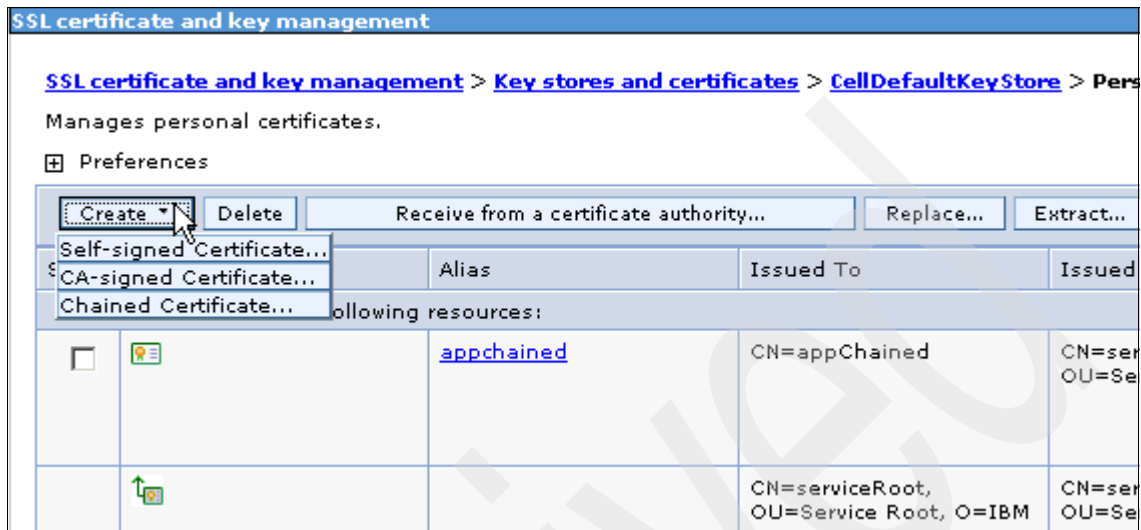 SSL certificate and key management
SSL certificate and key management > Key stores and certificates > CellDefaultKeyStore > Pers
Manages personal certificates.
Preferences
Create Delete Receive from a certificate authority... Replace... Extract...
Self-signed Certificate...
CA-signed Certificate...
Chained Certificate...
S Alias Issued To Issued
ollowing resources:
appchained CN=appChained CN=ser
OU=Se
CN=serviceRoot, CN=ser
OU=Service Root, O=IBM OU=Se